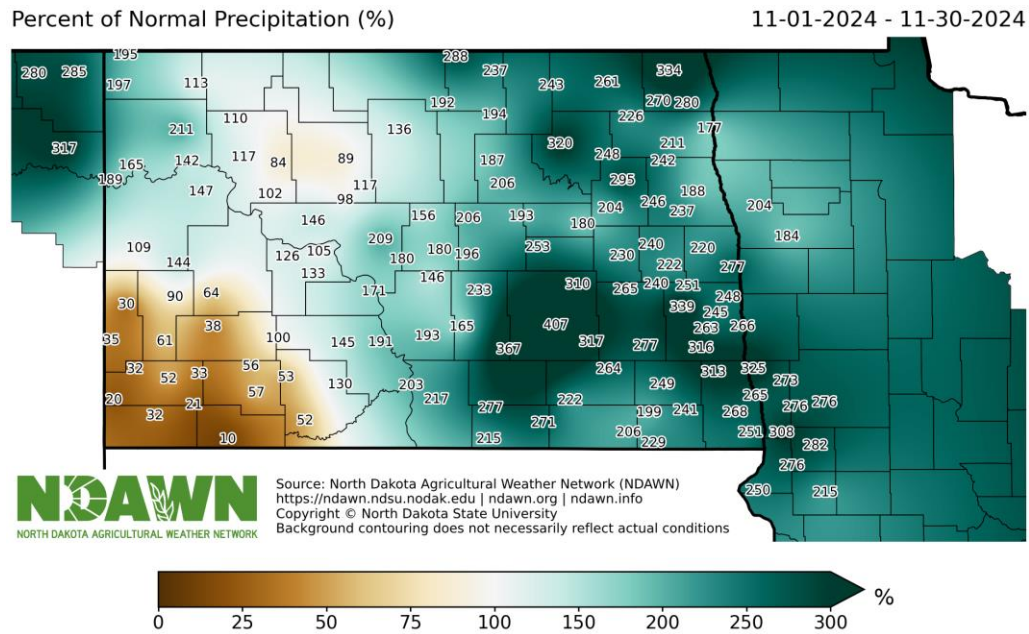 Percent of Normal Precipitation (%) 11-01-2024 - 11-30-2024
195 288
280 285 237 334
197 113 243 261
192 270 280
110 194 226
211 136 177
317 320 211
117 84 89 187 248 242
165 142
189 147 117 206 295
102 98 246 188
146 156 206 193 204 237 204
209 180 184
109 126 105 180 196 253 240 220
144 133 180 230 222 277
146
30 90 64 171 233 310 265 240 251 248
339 245
38 165 407 263 266
35 61 100 145 191 193 367 317 277 316
32 52 33 56 53 130 203 264 249 313 325 273
20 57 217 277 222 265 276
32 21 52 271 199 241 268 276
10 215 206 229 251 308 282
276
250 215
NDAWN
NORTH DAKOTA AGRICULTURAL WEATHER NETWORK
Source: North Dakota Agricultural Weather Network (NDAWN)
https://ndawn.ndsu.nodak.edu | ndawn.org | ndawn.info
Copyright © North Dakota State University
Background contouring does not necessarily reflect actual conditions
0 25 50 75 100 150 200 250 300 %